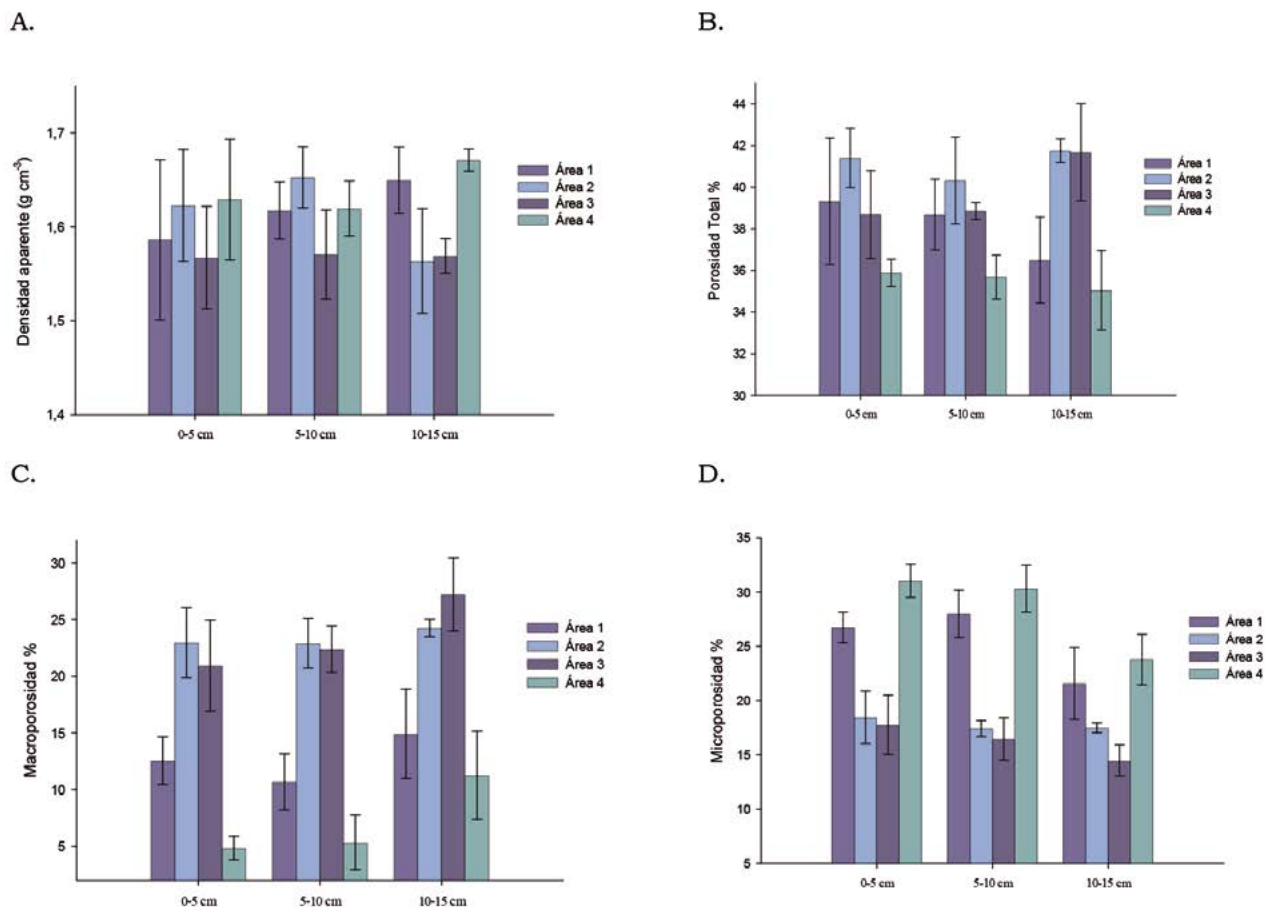 A.
Densidad aparente (g cm-3)
1,7
1,6
1,5
1,4
0-5 cm
5-10 cm
10-15 cm
Área 1
Área 2
Área 3
Área 4
B.
Porosidad Total %
44
42
40
38
36
34
32
30
0-5 cm
5-10 cm
10-15 cm
Área 1
Área 2
Área 3
Área 4
C.
Macroporosidad %
30
25
20
15
10
5
0-5 cm
5-10 cm
10-15 cm
Área 1
Área 2
Área 3
Área 4
D.
Microporosidad %
35
30
25
20
15
10
5
0-5 cm
5-10 cm
10-15 cm
Área 1
Área 2
Área 3
Área 4